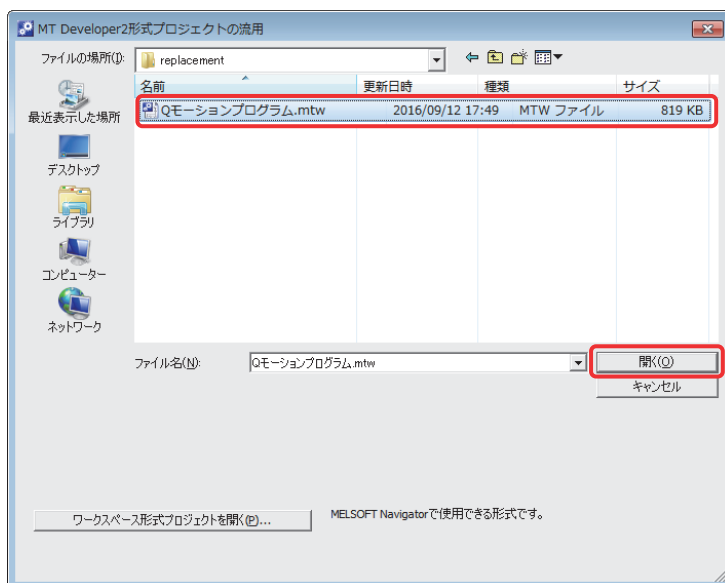 MT Developer2形式プロジェクトの流用
ファイルの場所(I):
replacement
名前
更新日時
種類
サイズ
Qモーションプログラム.mtw
2016/09/12 17:49
MTW ファイル
819 KB
最近表示した場所
デスクトップ
ライブラリ
コンピューター
ネットワーク
ファイル名(N):
Qモーションプログラム.mtw
開く(O)
キャンセル
ワークスペース形式プロジェクトを開く(P)...
MELSOFT Navigatorで使用できる形式です。